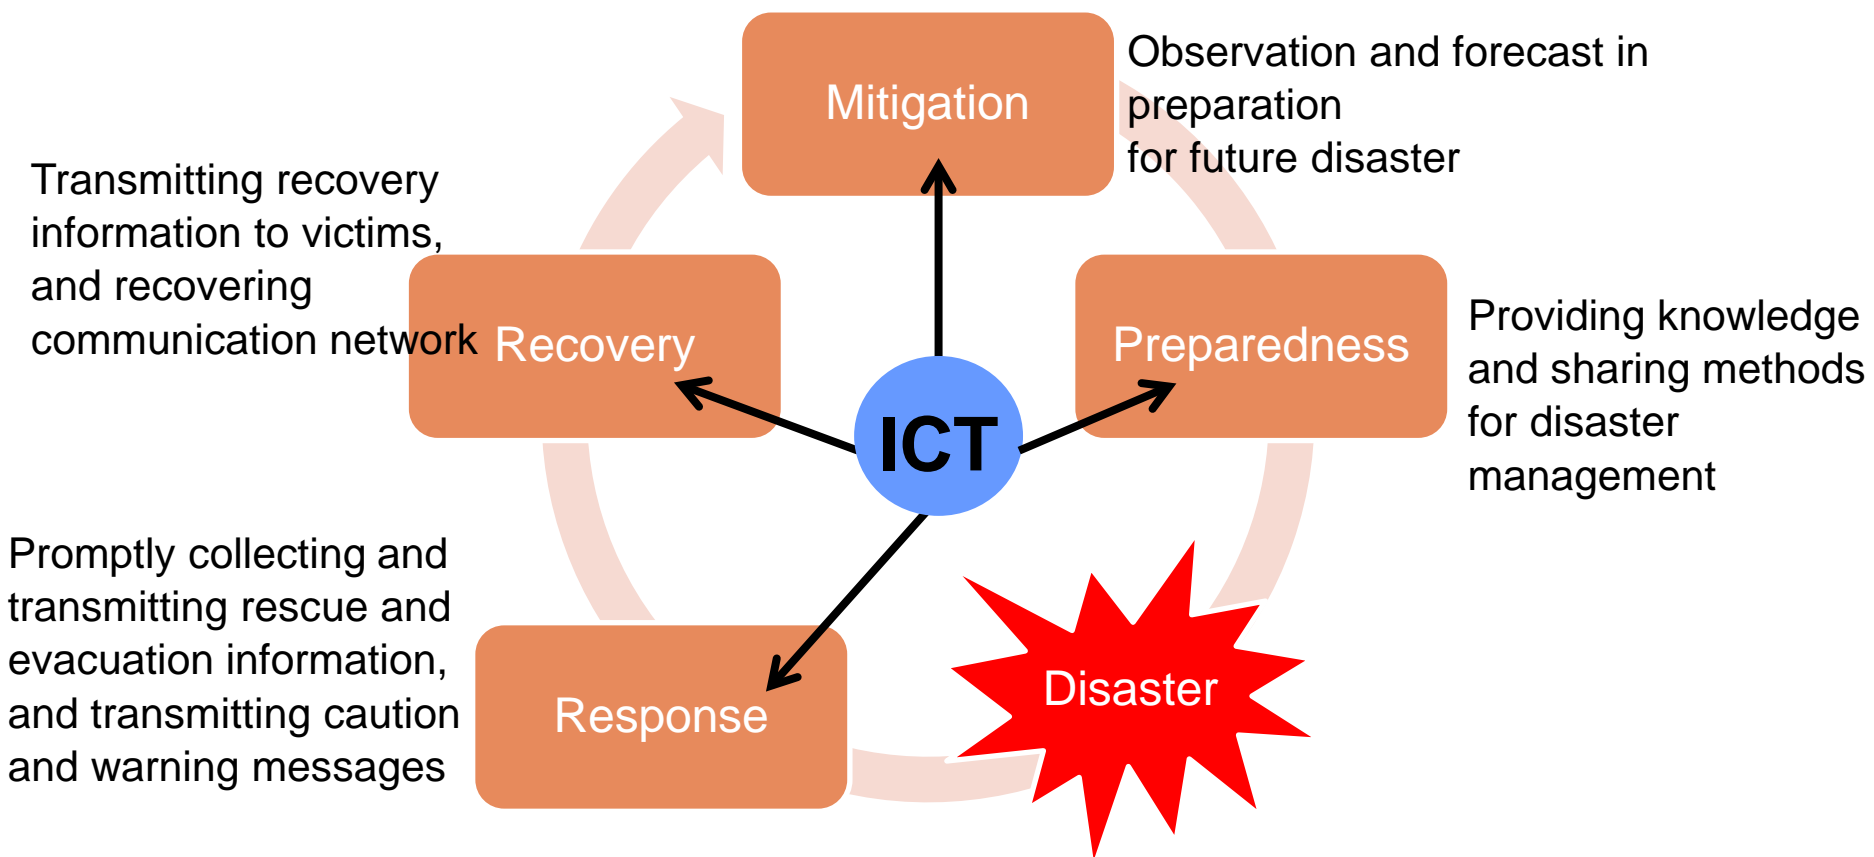 Mitigation
Observation and forecast in
preparation
for future disaster
Transmitting recovery
information to victims,
and recovering
communication network
Recovery
Preparedness
Providing knowledge
and sharing methods
for disaster
management
ICT
Promptly collecting and
transmitting rescue and
evacuation information,
and transmitting caution
and warning messages
Response
Disaster